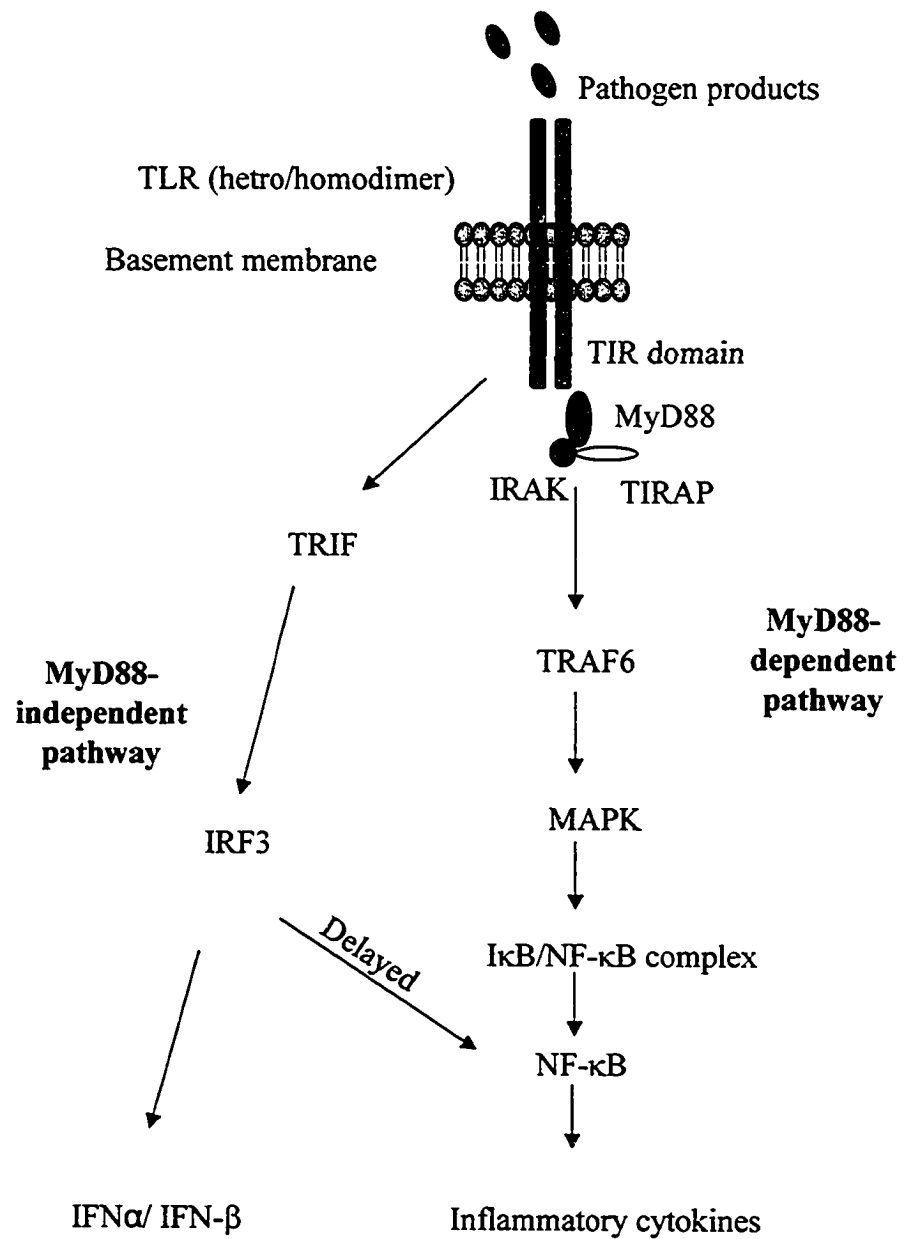 Pathogen products
TLR (hetro/homodimer)
Basement membrane
TIR domain
MyD88
IRAK
TIRAP
TRIF
MyD88-
dependent
pathway
TRAF6
MyD88-
independent
pathway
MAPK
IRF3
Delayed
IκB/NF-κB complex
NF-κB
IFNα/ IFN-β
Inflammatory cytokines